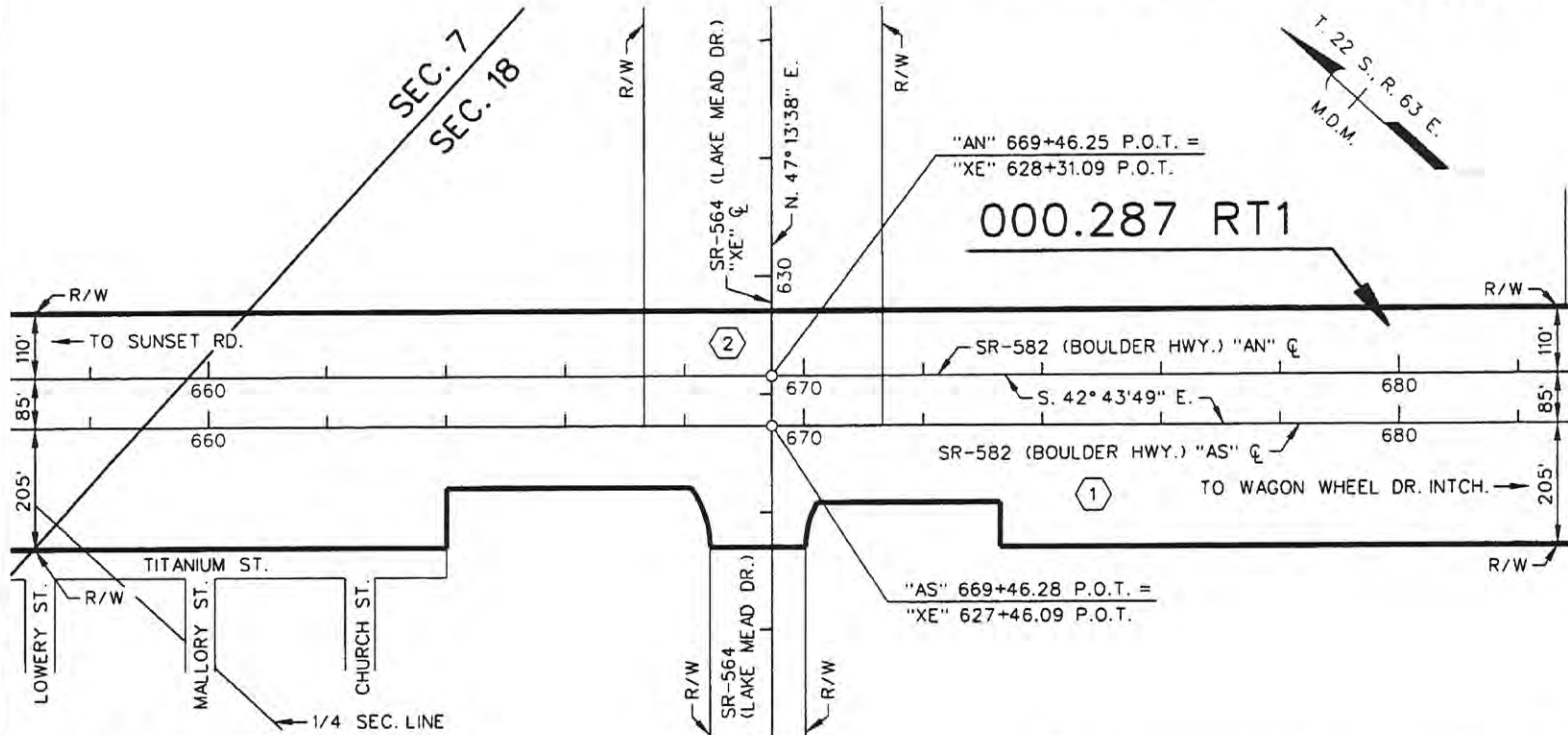 SEC. 7
SEC. 18
R/W
SR-564 (LAKE MEAD DR.)
"XE" ℄
N. 47° 13'38" E.
630
R/W
T. 22 S., R. 63 E.
M.D.M.
"AN" 669+46.25 P.O.T. =
"XE" 628+31.09 P.O.T.
000.287 RT1
R/W
R/W
110'
← TO SUNSET RD.
2
SR-582 (BOULDER HWY.) "AN" ℄
110'
660
670
680
85'
S. 42° 43'49" E.
85'
660
670
680
SR-582 (BOULDER HWY.) "AS" ℄
205'
1
TO WAGON WHEEL DR. INTCH. →
205'
TITANIUM ST.
R/W
R/W
LOWERY ST.
MALLORY ST.
CHURCH ST.
1/4 SEC. LINE
R/W
SR-564
(LAKE MEAD DR.)
R/W
"AS" 669+46.28 P.O.T. =
"XE" 627+46.09 P.O.T.